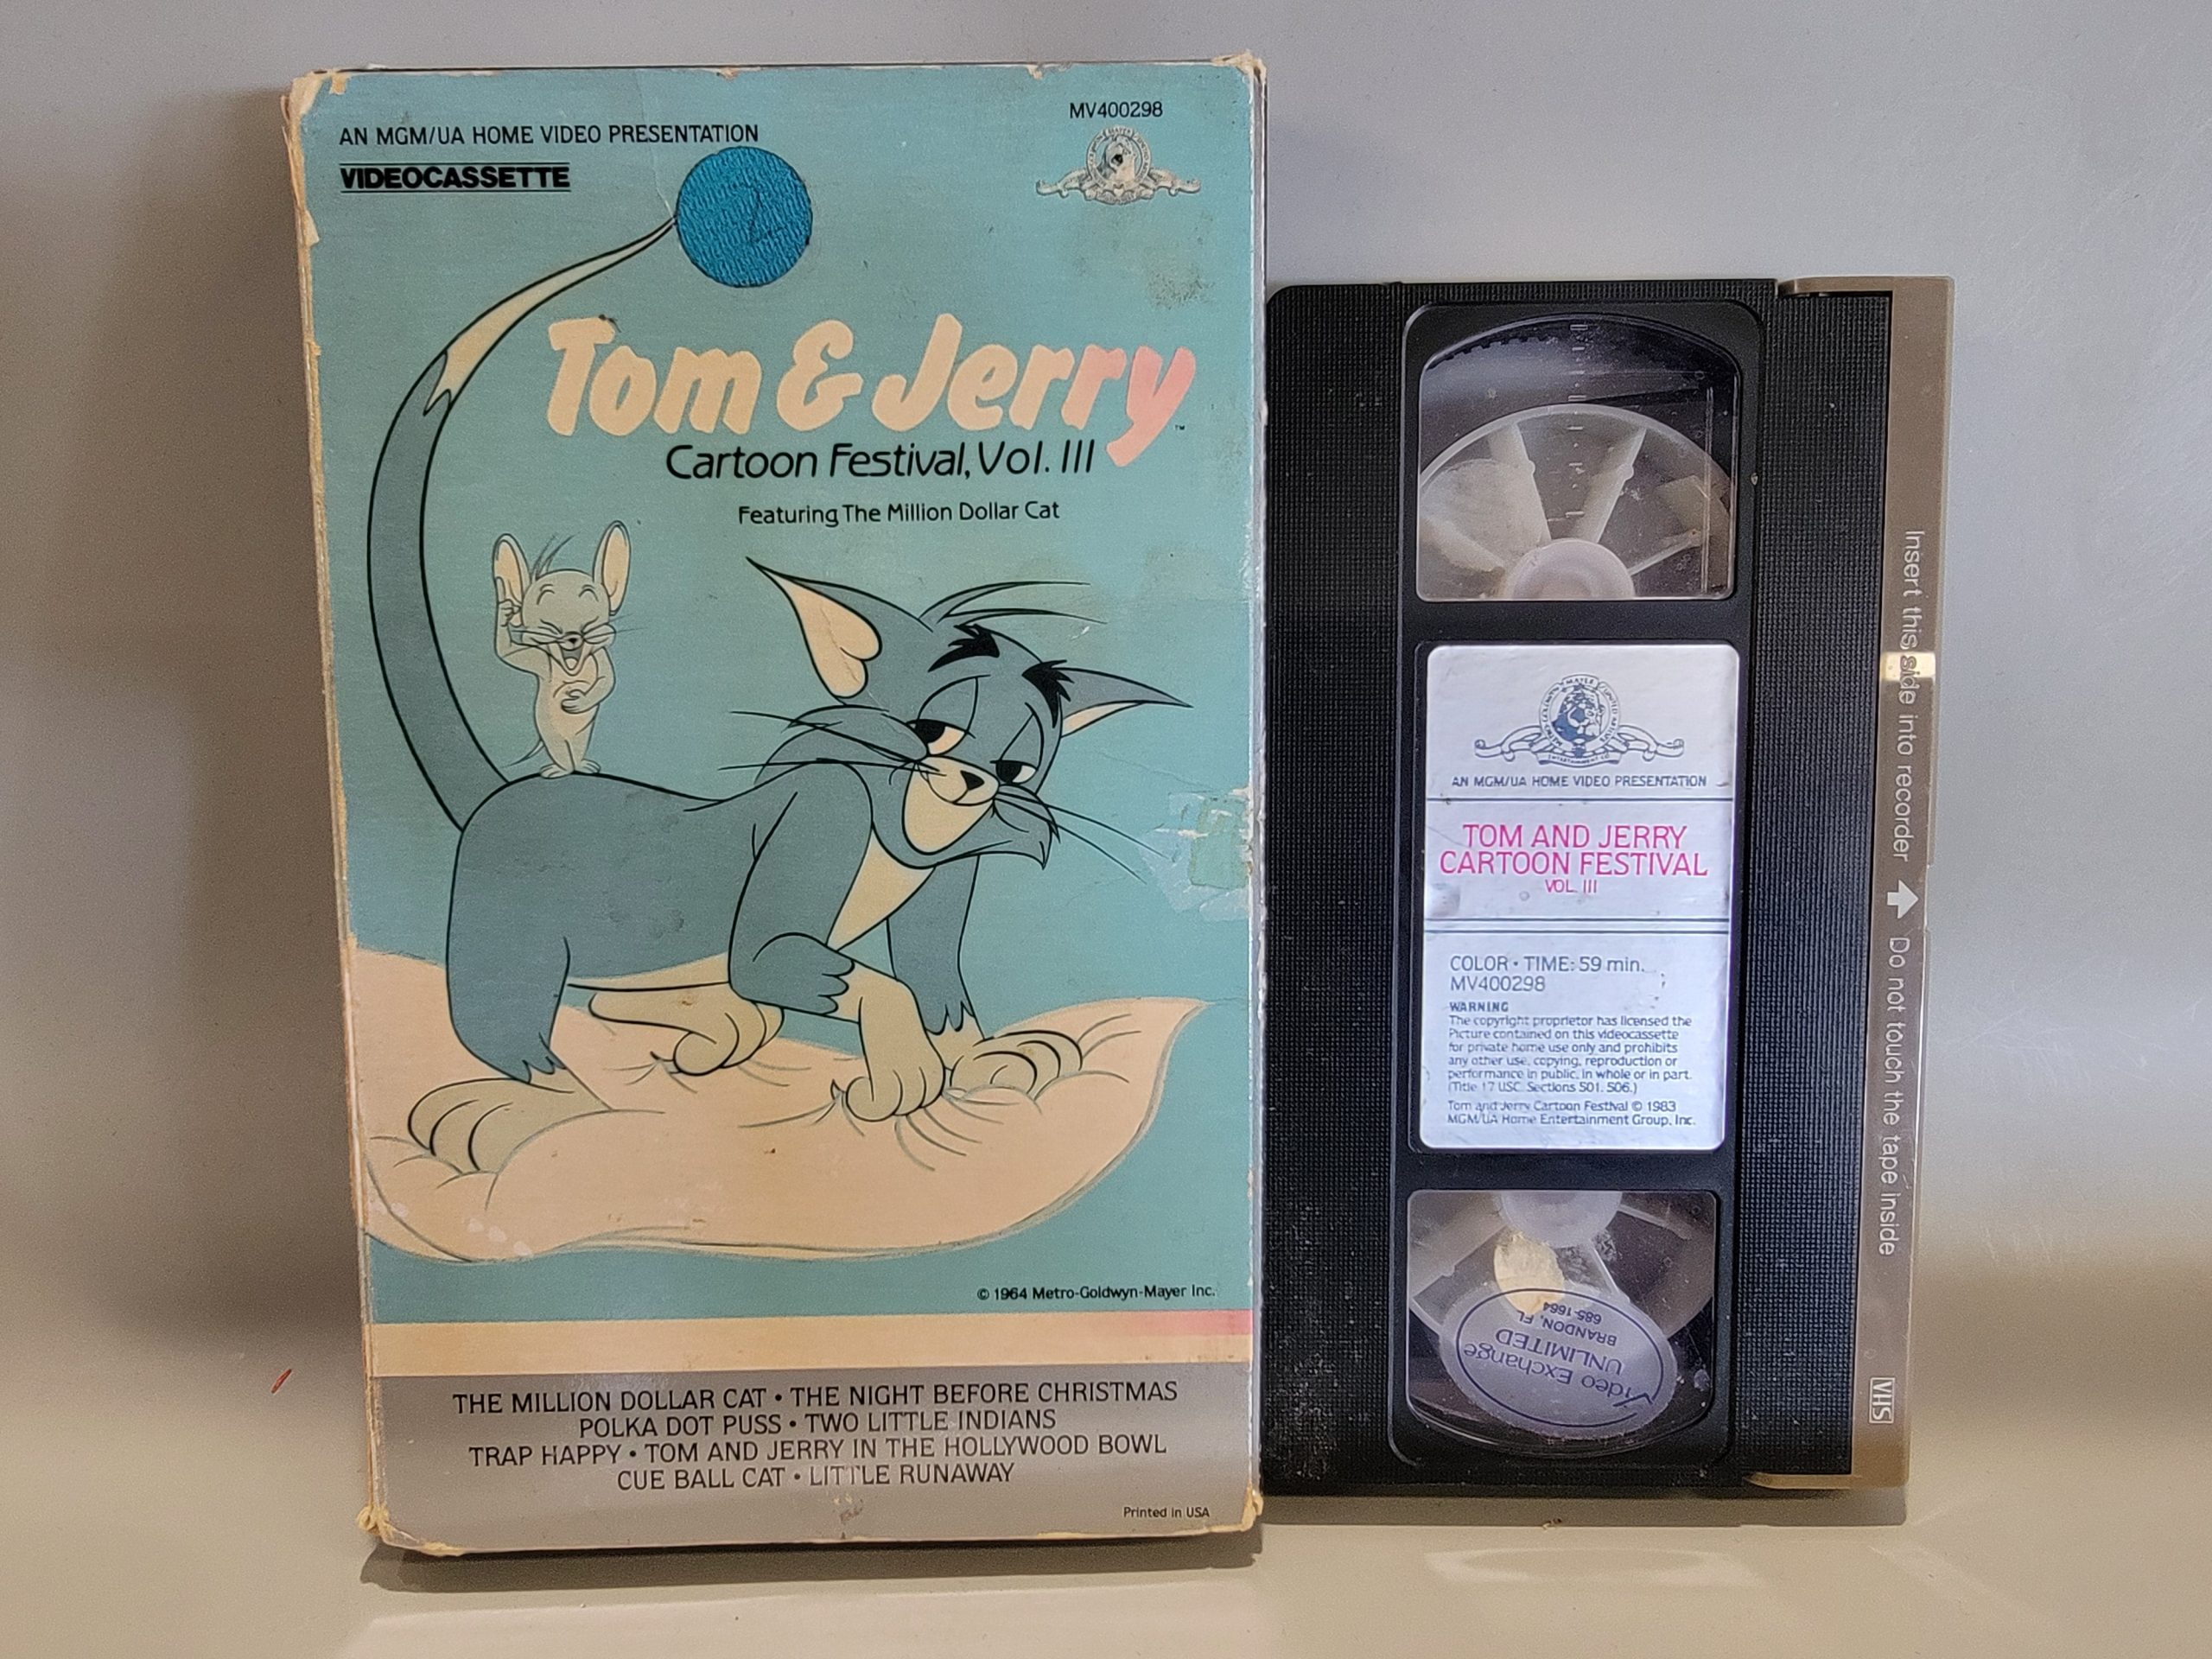 AN MGM/UA HOME VIDEO PRESENTATION
VIDEOCASSETTE
MV400298
Tom & Jerry™
Cartoon Festival, Vol. III
Featuring The Million Dollar Cat
© 1964 Metro-Goldwyn-Mayer Inc.
THE MILLION DOLLAR CAT • THE NIGHT BEFORE CHRISTMAS
POLKA DOT PUSS • TWO LITTLE INDIANS
TRAP HAPPY • TOM AND JERRY IN THE HOLLYWOOD BOWL
CUE BALL CAT • LITTLE RUNAWAY
Printed in USA
AN MGM/UA HOME VIDEO PRESENTATION
TOM AND JERRY
CARTOON FESTIVAL
VOL. III
COLOR • TIME: 59 min.
MV400298
WARNING
The copyright proprietor has licensed the
Picture contained on this videocassette
for private home use only and prohibits
any other use, copying, reproduction or
performance in public, in whole or in part.
(Title 17 USC Sections 501, 506.)
Tom and Jerry Cartoon Festival © 1983
MGM/UA Home Entertainment Group, Inc.
Video Exchange
UNLIMITED
BRANDON, FL
685-1664
Insert this side into recorder Do not touch the tape inside
VHS